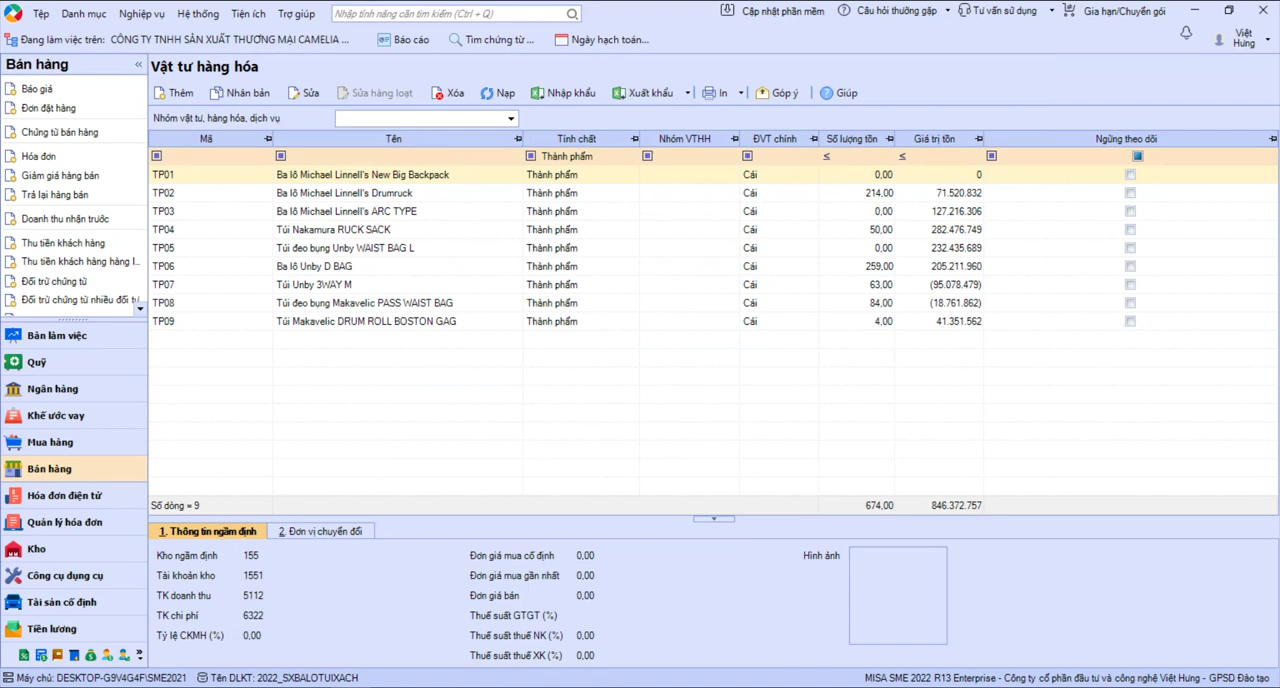 Tệp Danh mục Nghiệp vụ Hệ thống Tiện ích Trợ giúp Nhập tính năng cần tìm kiếm (Ctrl + Q) Cập nhật phần mềm Câu hỏi thường gặp Tư vấn sử dụng Gia hạn/Chuyển gói
Đang làm việc trên: CÔNG TY TNHH SẢN XUẤT THƯƠNG MẠI CAMELIA ... Báo cáo Tìm chứng từ ... Ngày hạch toán... Việt Hưng
Bán hàng «
Báo giá
Đơn đặt hàng
Chứng từ bán hàng
Hóa đơn
Giảm giá hàng bán
Trả lại hàng bán
Doanh thu nhận trước
Thu tiền khách hàng
Thu tiền khách hàng hàng l...
Đối trừ chứng từ
Đối trừ chứng từ nhiều đối tư
Bàn làm việc
Quỹ
Ngân hàng
Khế ước vay
Mua hàng
Bán hàng
Hóa đơn điện tử
Quản lý hóa đơn
Kho
Công cụ dụng cụ
Tài sản cố định
Tiền lương
Vật tư hàng hóa
Thêm Nhân bản Sửa Sửa hàng loạt Xóa Nạp Nhập khẩu Xuất khẩu In Góp ý Giúp
Nhóm vật tư, hàng hóa, dịch vụ
Mã Tên Tính chất Nhóm VTHH ĐVT chính Số lượng tồn Giá trị tồn Ngừng theo dõi
Thành phẩm ≤ ≤
TP01 Ba lô Michael Linnell's New Big Backpack Thành phẩm Cái 0,00 0
TP02 Ba lô Michael Linnell's Drumruck Thành phẩm Cái 214,00 71.520.832
TP03 Ba lô Michael Linnell's ARC TYPE Thành phẩm Cái 0,00 127.216.306
TP04 Túi Nakamura RUCK SACK Thành phẩm Cái 50,00 282.476.749
TP05 Túi đeo bụng Unby WAIST BAG L Thành phẩm Cái 0,00 232.435.689
TP06 Ba lô Unby D BAG Thành phẩm Cái 259,00 205.211.960
TP07 Túi Unby 3WAY M Thành phẩm Cái 63,00 (95.078.479)
TP08 Túi đeo bụng Makavelic PASS WAIST BAG Thành phẩm Cái 84,00 (18.761.862)
TP09 Túi Makavelic DRUM ROLL BOSTON GAG Thành phẩm Cái 4,00 41.351.562
Số dòng = 9 674,00 846.372.757
1. Thông tin ngầm định 2. Đơn vị chuyển đổi
Kho ngầm định 155 Đơn giá mua cố định 0,00 Hình ảnh
Tài khoản kho 1551 Đơn giá mua gần nhất 0,00
TK doanh thu 5112 Đơn giá bán 0,00
TK chi phí 6322 Thuế suất GTGT (%)
Tỷ lệ CKMH (%) 0,00 Thuế suất thuế NK (%) 0,00
Thuế suất thuế XK (%) 0,00
Máy chủ: DESKTOP-G9V4G4F\SME2021 Tên DLKT: 2022_SXBALOTUIXACH MISA SME 2022 R13 Enterprise - Công ty cổ phần đầu tư và công nghệ Việt Hưng - GPSD Đào tạo